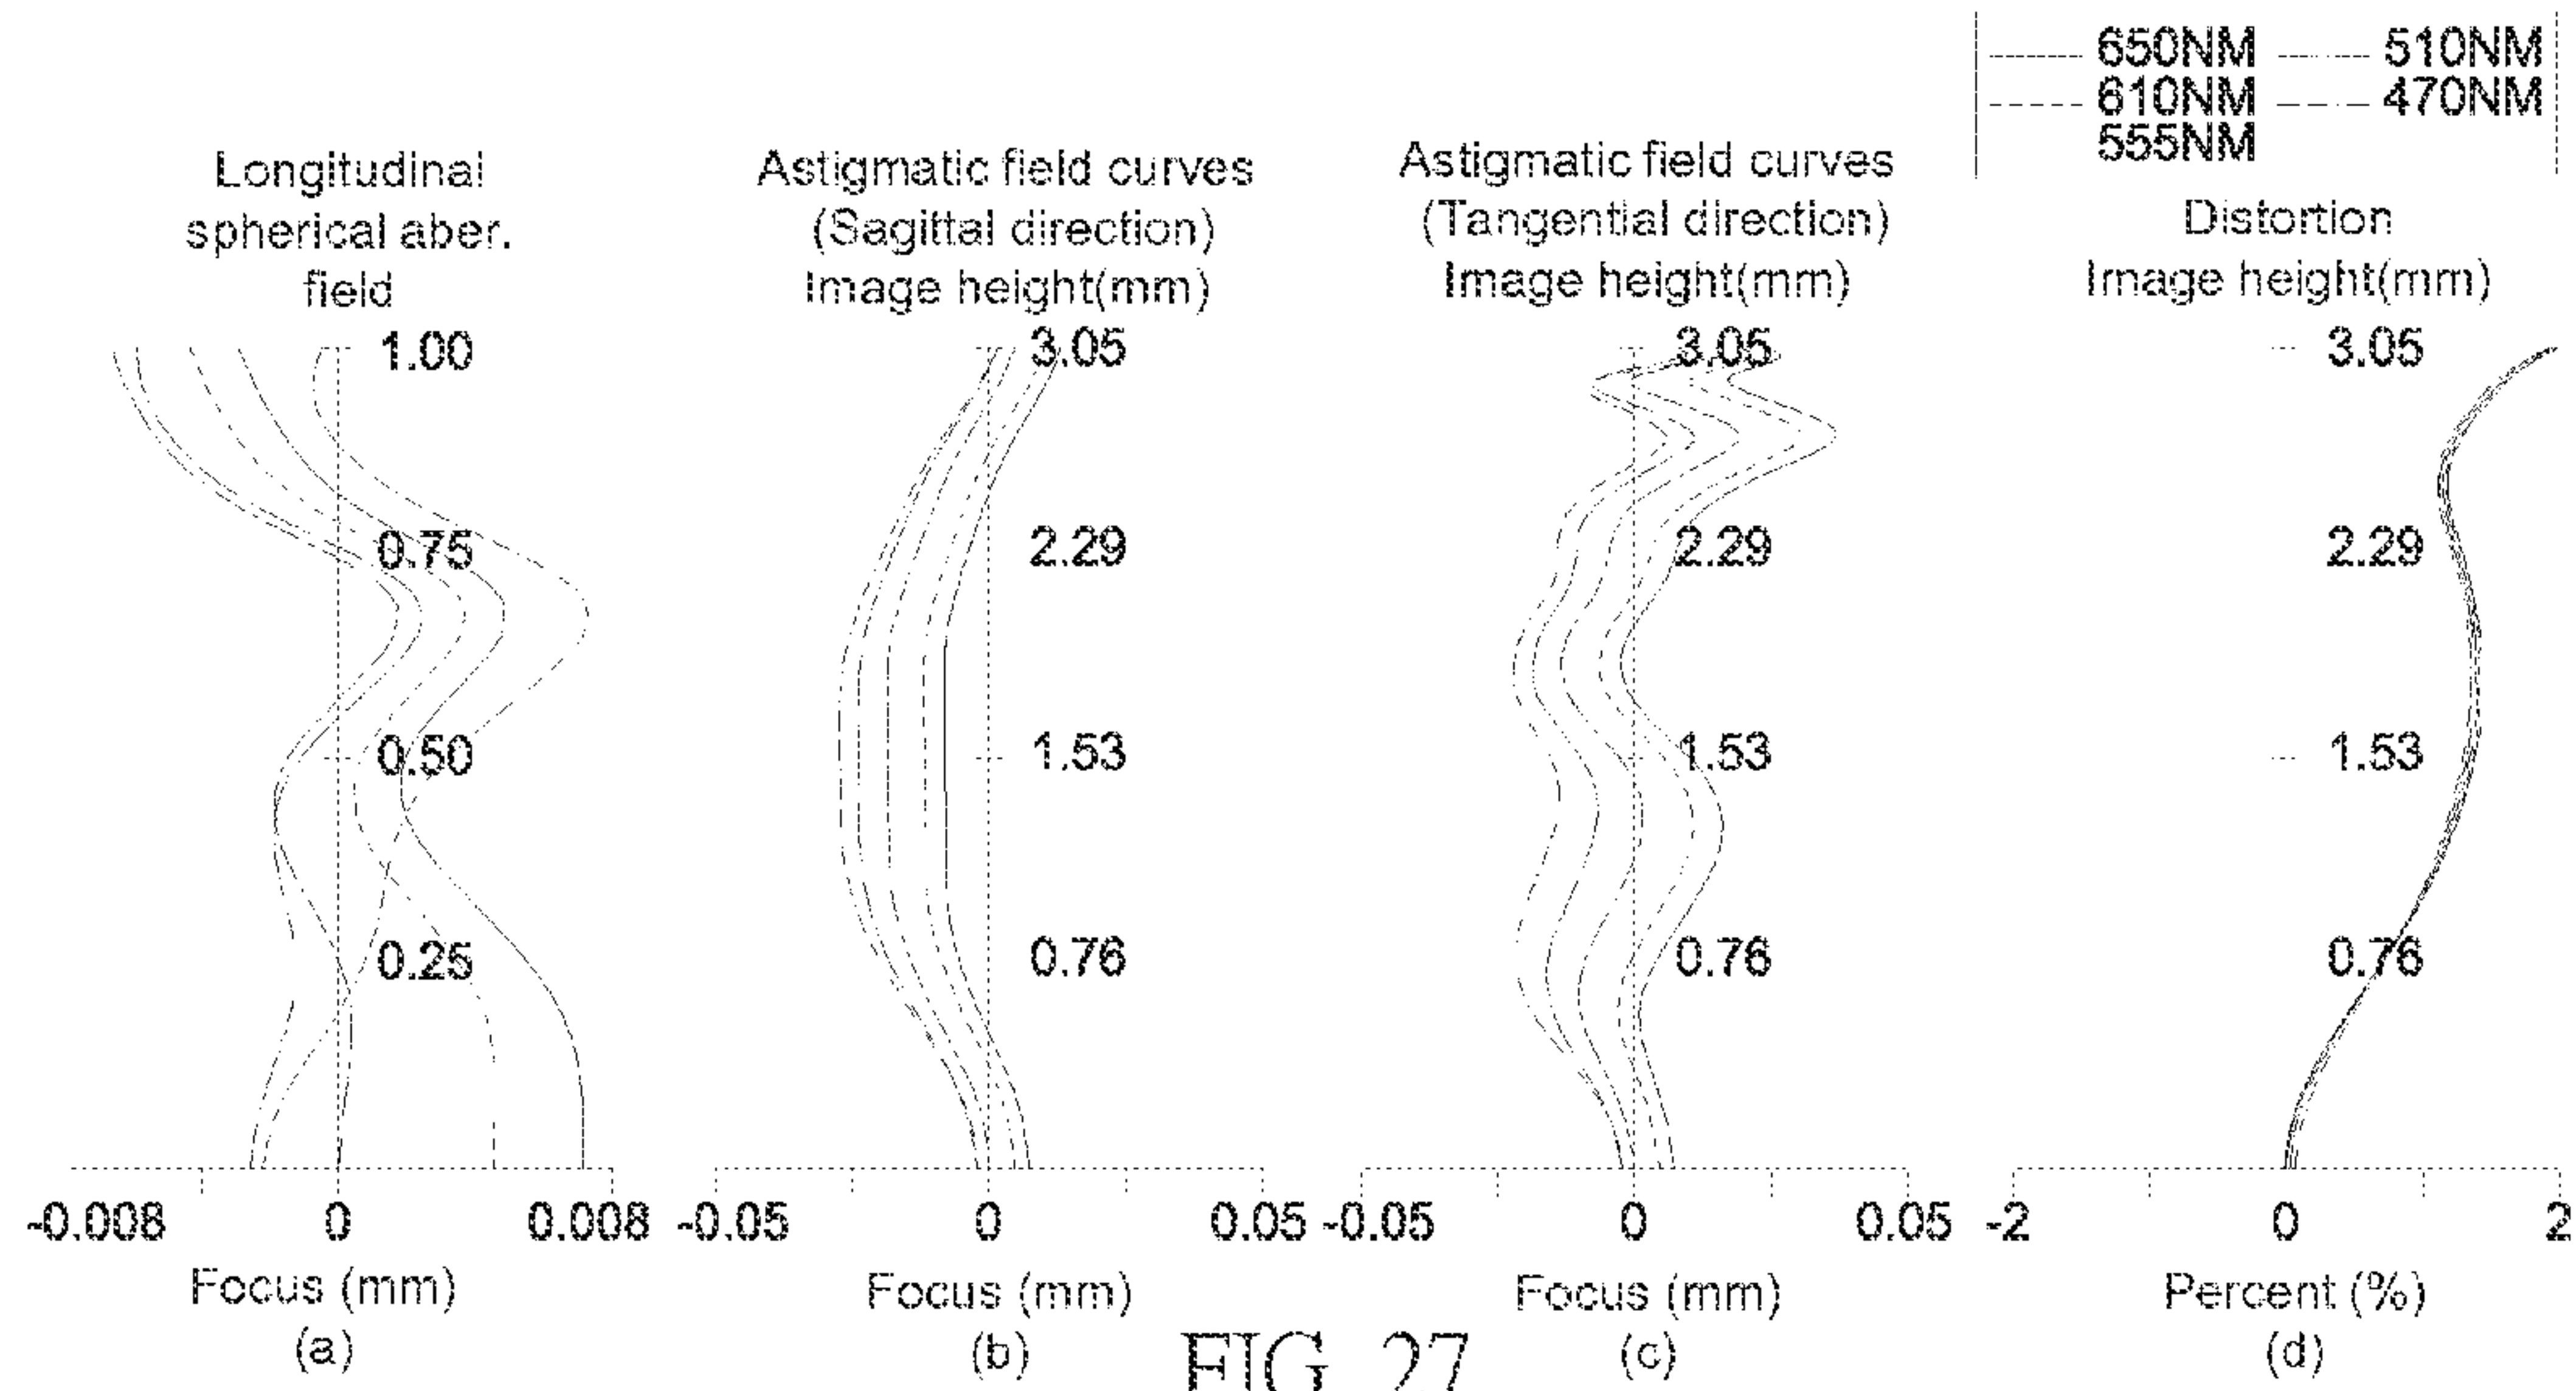 650NM 510NM
610NM 470NM
555NM
Longitudinal
spherical aber.
field
1.00
0.75
0.50
0.25
-0.008 0 0.008
Focus (mm)
(a)
Astigmatic field curves
(Sagittal direction)
Image height(mm)
3.05
2.29
1.53
0.76
-0.05 0 0.05
Focus (mm)
(b)
Astigmatic field curves
(Tangential direction)
Image height(mm)
3.05
2.29
1.53
0.76
-0.05 0 0.05
Focus (mm)
(c)
Distortion
Image height(mm)
3.05
2.29
1.53
0.76
-2 0 2
Percent (%)
(d)
FIG. 27